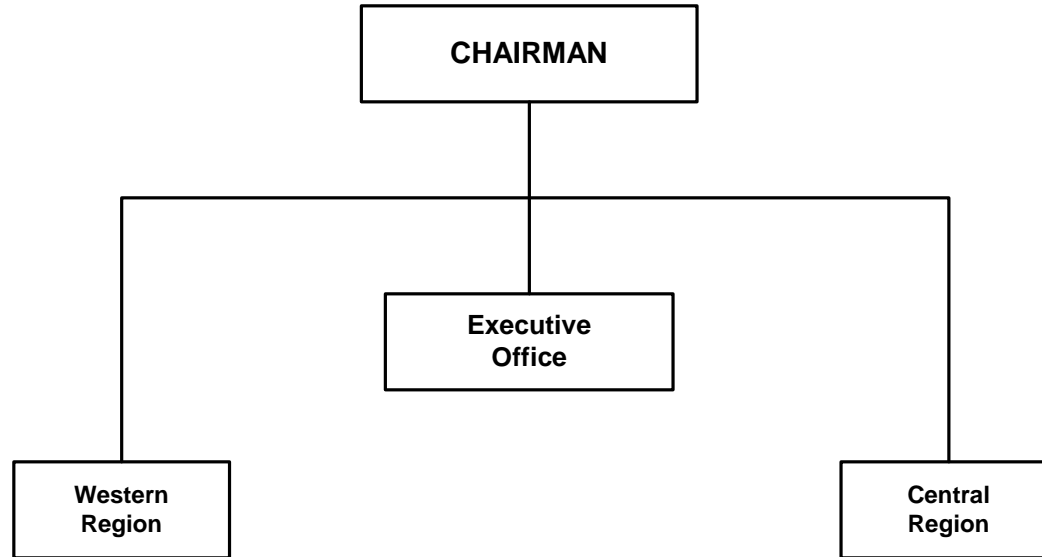 CHAIRMAN
Executive
Office
Western
Region
Central
Region